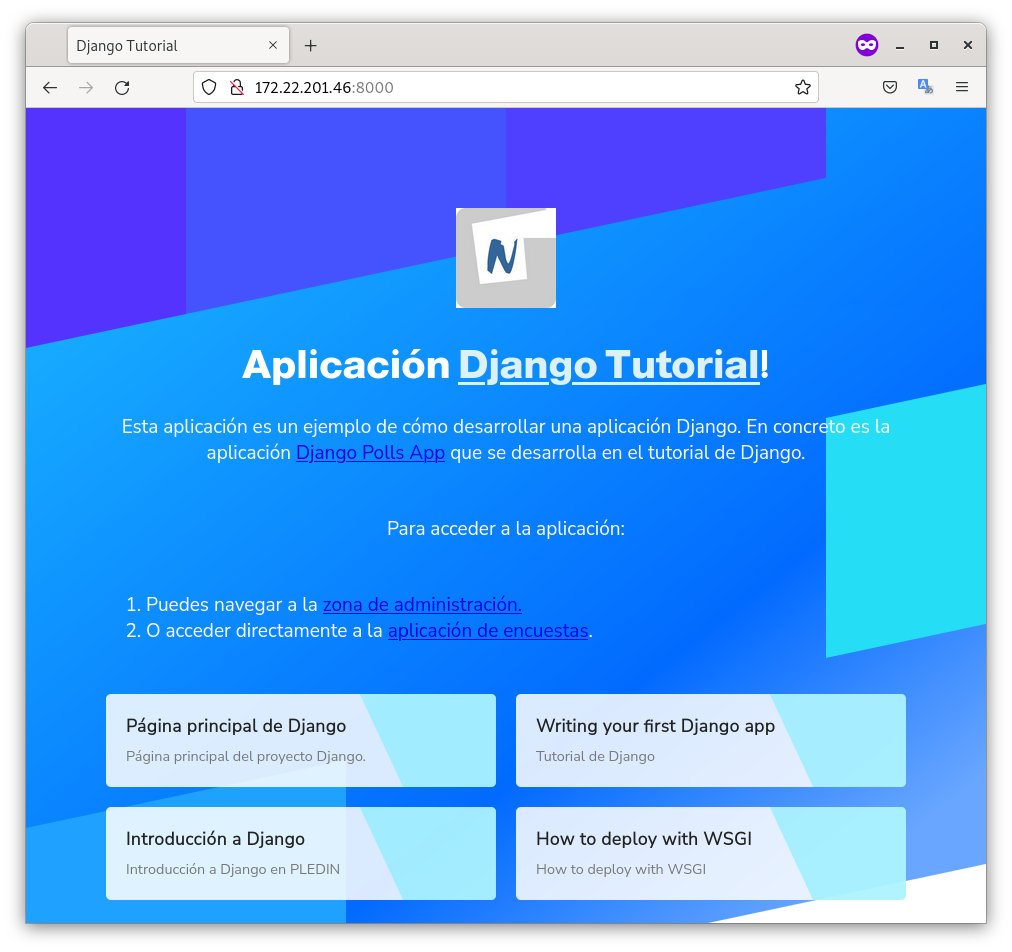 Django Tutorial
172.22.201.46:8000
N
Aplicación Django Tutorial!
Esta aplicación es un ejemplo de cómo desarrollar una aplicación Django. En concreto es la
aplicación Django Polls App que se desarrolla en el tutorial de Django.
Para acceder a la aplicación:
1. Puedes navegar a la zona de administración.
2. O acceder directamente a la aplicación de encuestas.
Página principal de Django
Página principal del proyecto Django.
Writing your first Django app
Tutorial de Django
Introducción a Django
Introducción a Django en PLEDIN
How to deploy with WSGI
How to deploy with WSGI